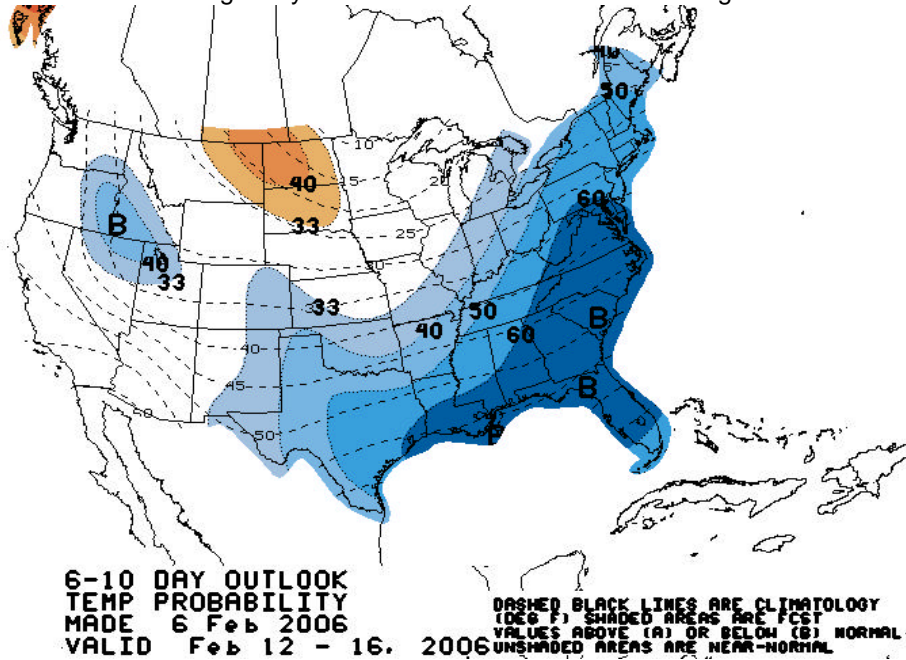 40
50
10
40
15
20
60
33
25
B
30
40
33
33
50
B
40
60
40
45
B
50
60
6-10 DAY OUTLOOK
TEMP PROBABILITY
MADE 6 Feb 2006
VALID Feb 12 - 16, 2006
DASHED BLACK LINES ARE CLIMATOLOGY
(DEG F) SHADED AREAS ARE FCST
VALUES ABOVE (A) OR BELOW (B) NORMAL
UNSHADED AREAS ARE NEAR-NORMAL